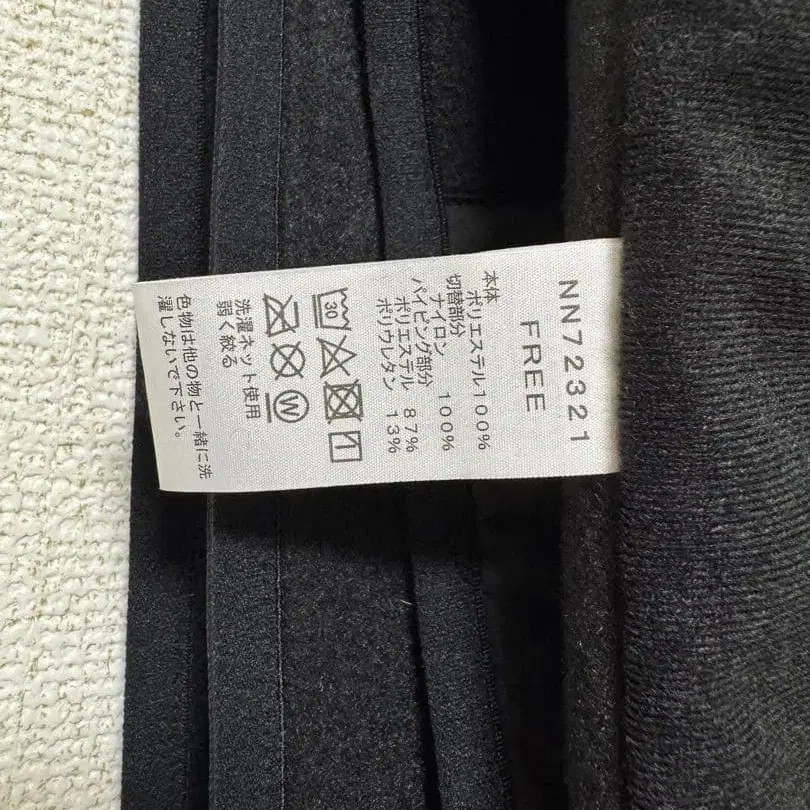 NN72321
FREE
本体
ポリエステル100%
切替部分
ナイロン 100%
パイピング部分
ポリエステル 87%
ポリウレタン 13%
30
W
洗濯ネット使用
弱く絞る
色物は他の物と一緒に洗
濯しないで下さい。